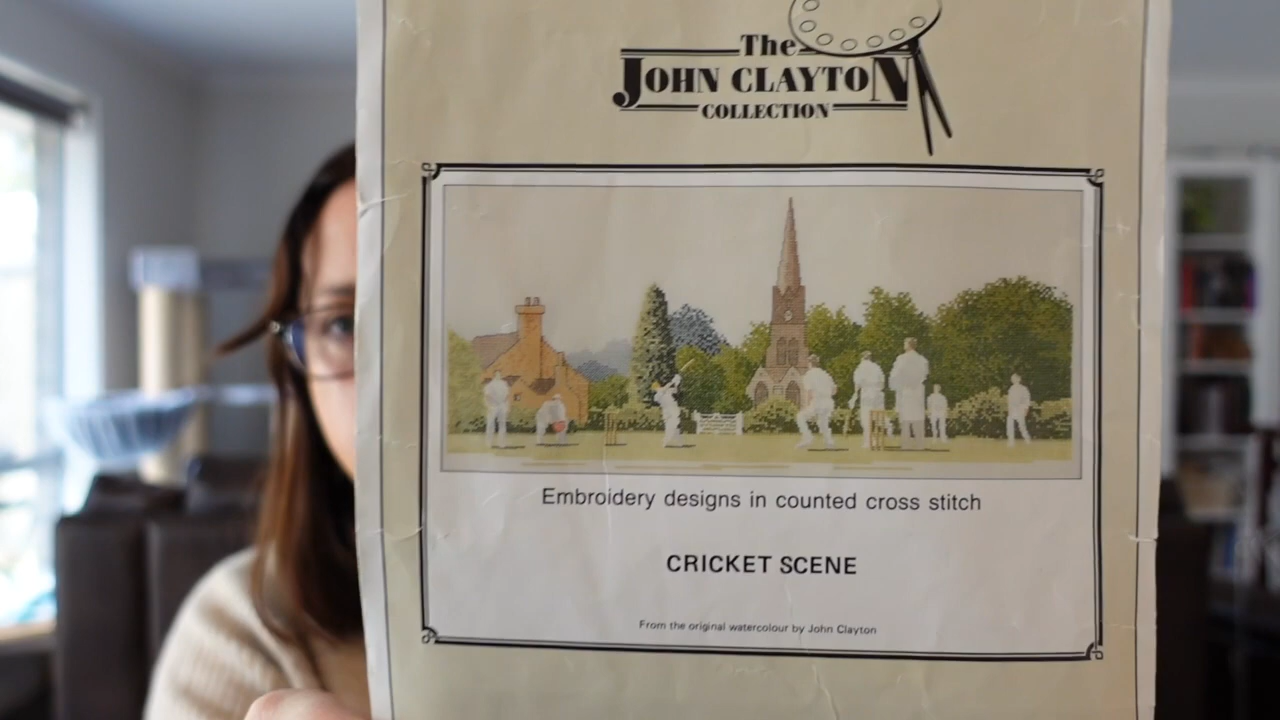 The
JOHN CLAYTON
COLLECTION
Embroidery designs in counted cross stitch
CRICKET SCENE
From the original watercolour by John Clayton